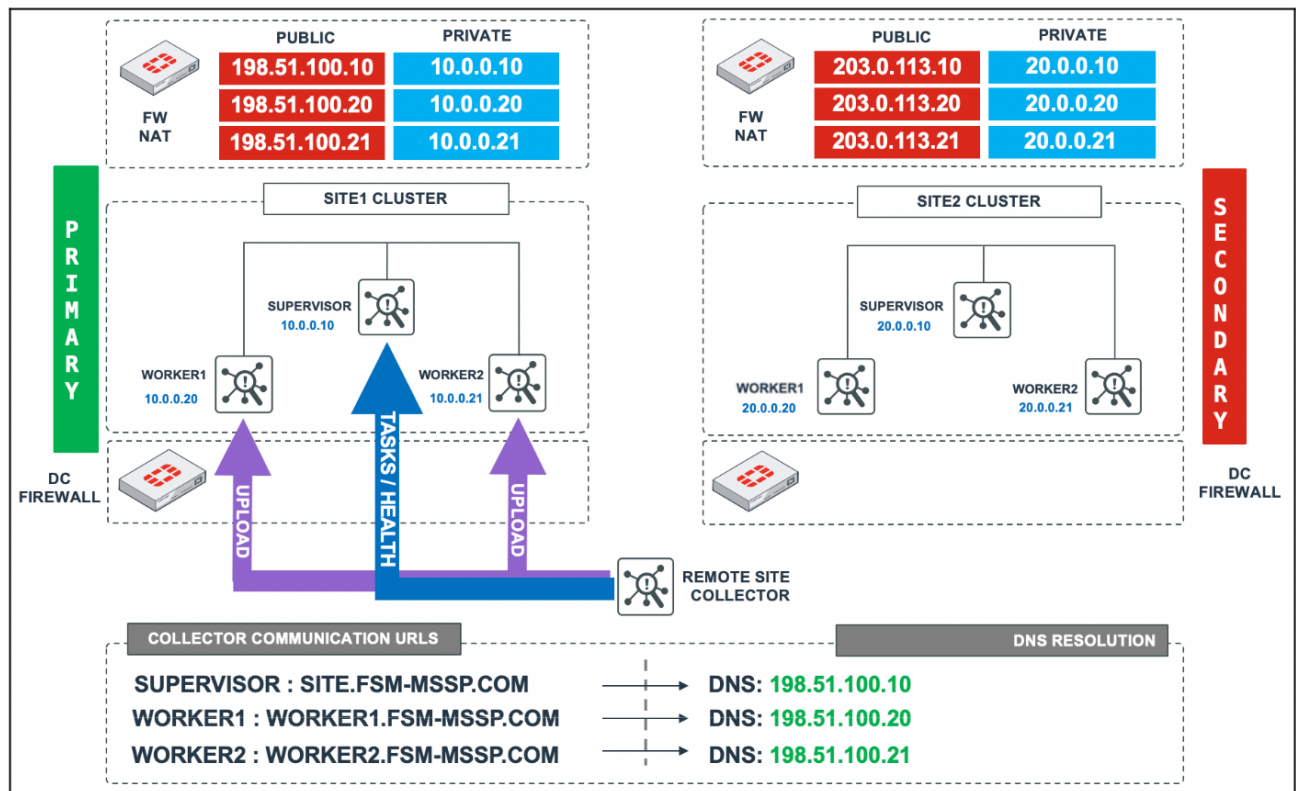 PUBLIC PRIVATE
198.51.100.10 10.0.0.10
198.51.100.20 10.0.0.20
198.51.100.21 10.0.0.21
FW
NAT
PUBLIC PRIVATE
203.0.113.10 20.0.0.10
203.0.113.20 20.0.0.20
203.0.113.21 20.0.0.21
FW
NAT
PRIMARY
SITE1 CLUSTER
SUPERVISOR
10.0.0.10
WORKER1
10.0.0.20
WORKER2
10.0.0.21
SITE2 CLUSTER
SUPERVISOR
20.0.0.10
WORKER1
20.0.0.20
WORKER2
20.0.0.21
SECONDARY
DC
FIREWALL
UPLOAD
TASKS / HEALTH
UPLOAD
DC
FIREWALL
REMOTE SITE
COLLECTOR
COLLECTOR COMMUNICATION URLS
DNS RESOLUTION
SUPERVISOR : SITE.FSM-MSSP.COM DNS: 198.51.100.10
WORKER1 : WORKER1.FSM-MSSP.COM DNS: 198.51.100.20
WORKER2 : WORKER2.FSM-MSSP.COM DNS: 198.51.100.21